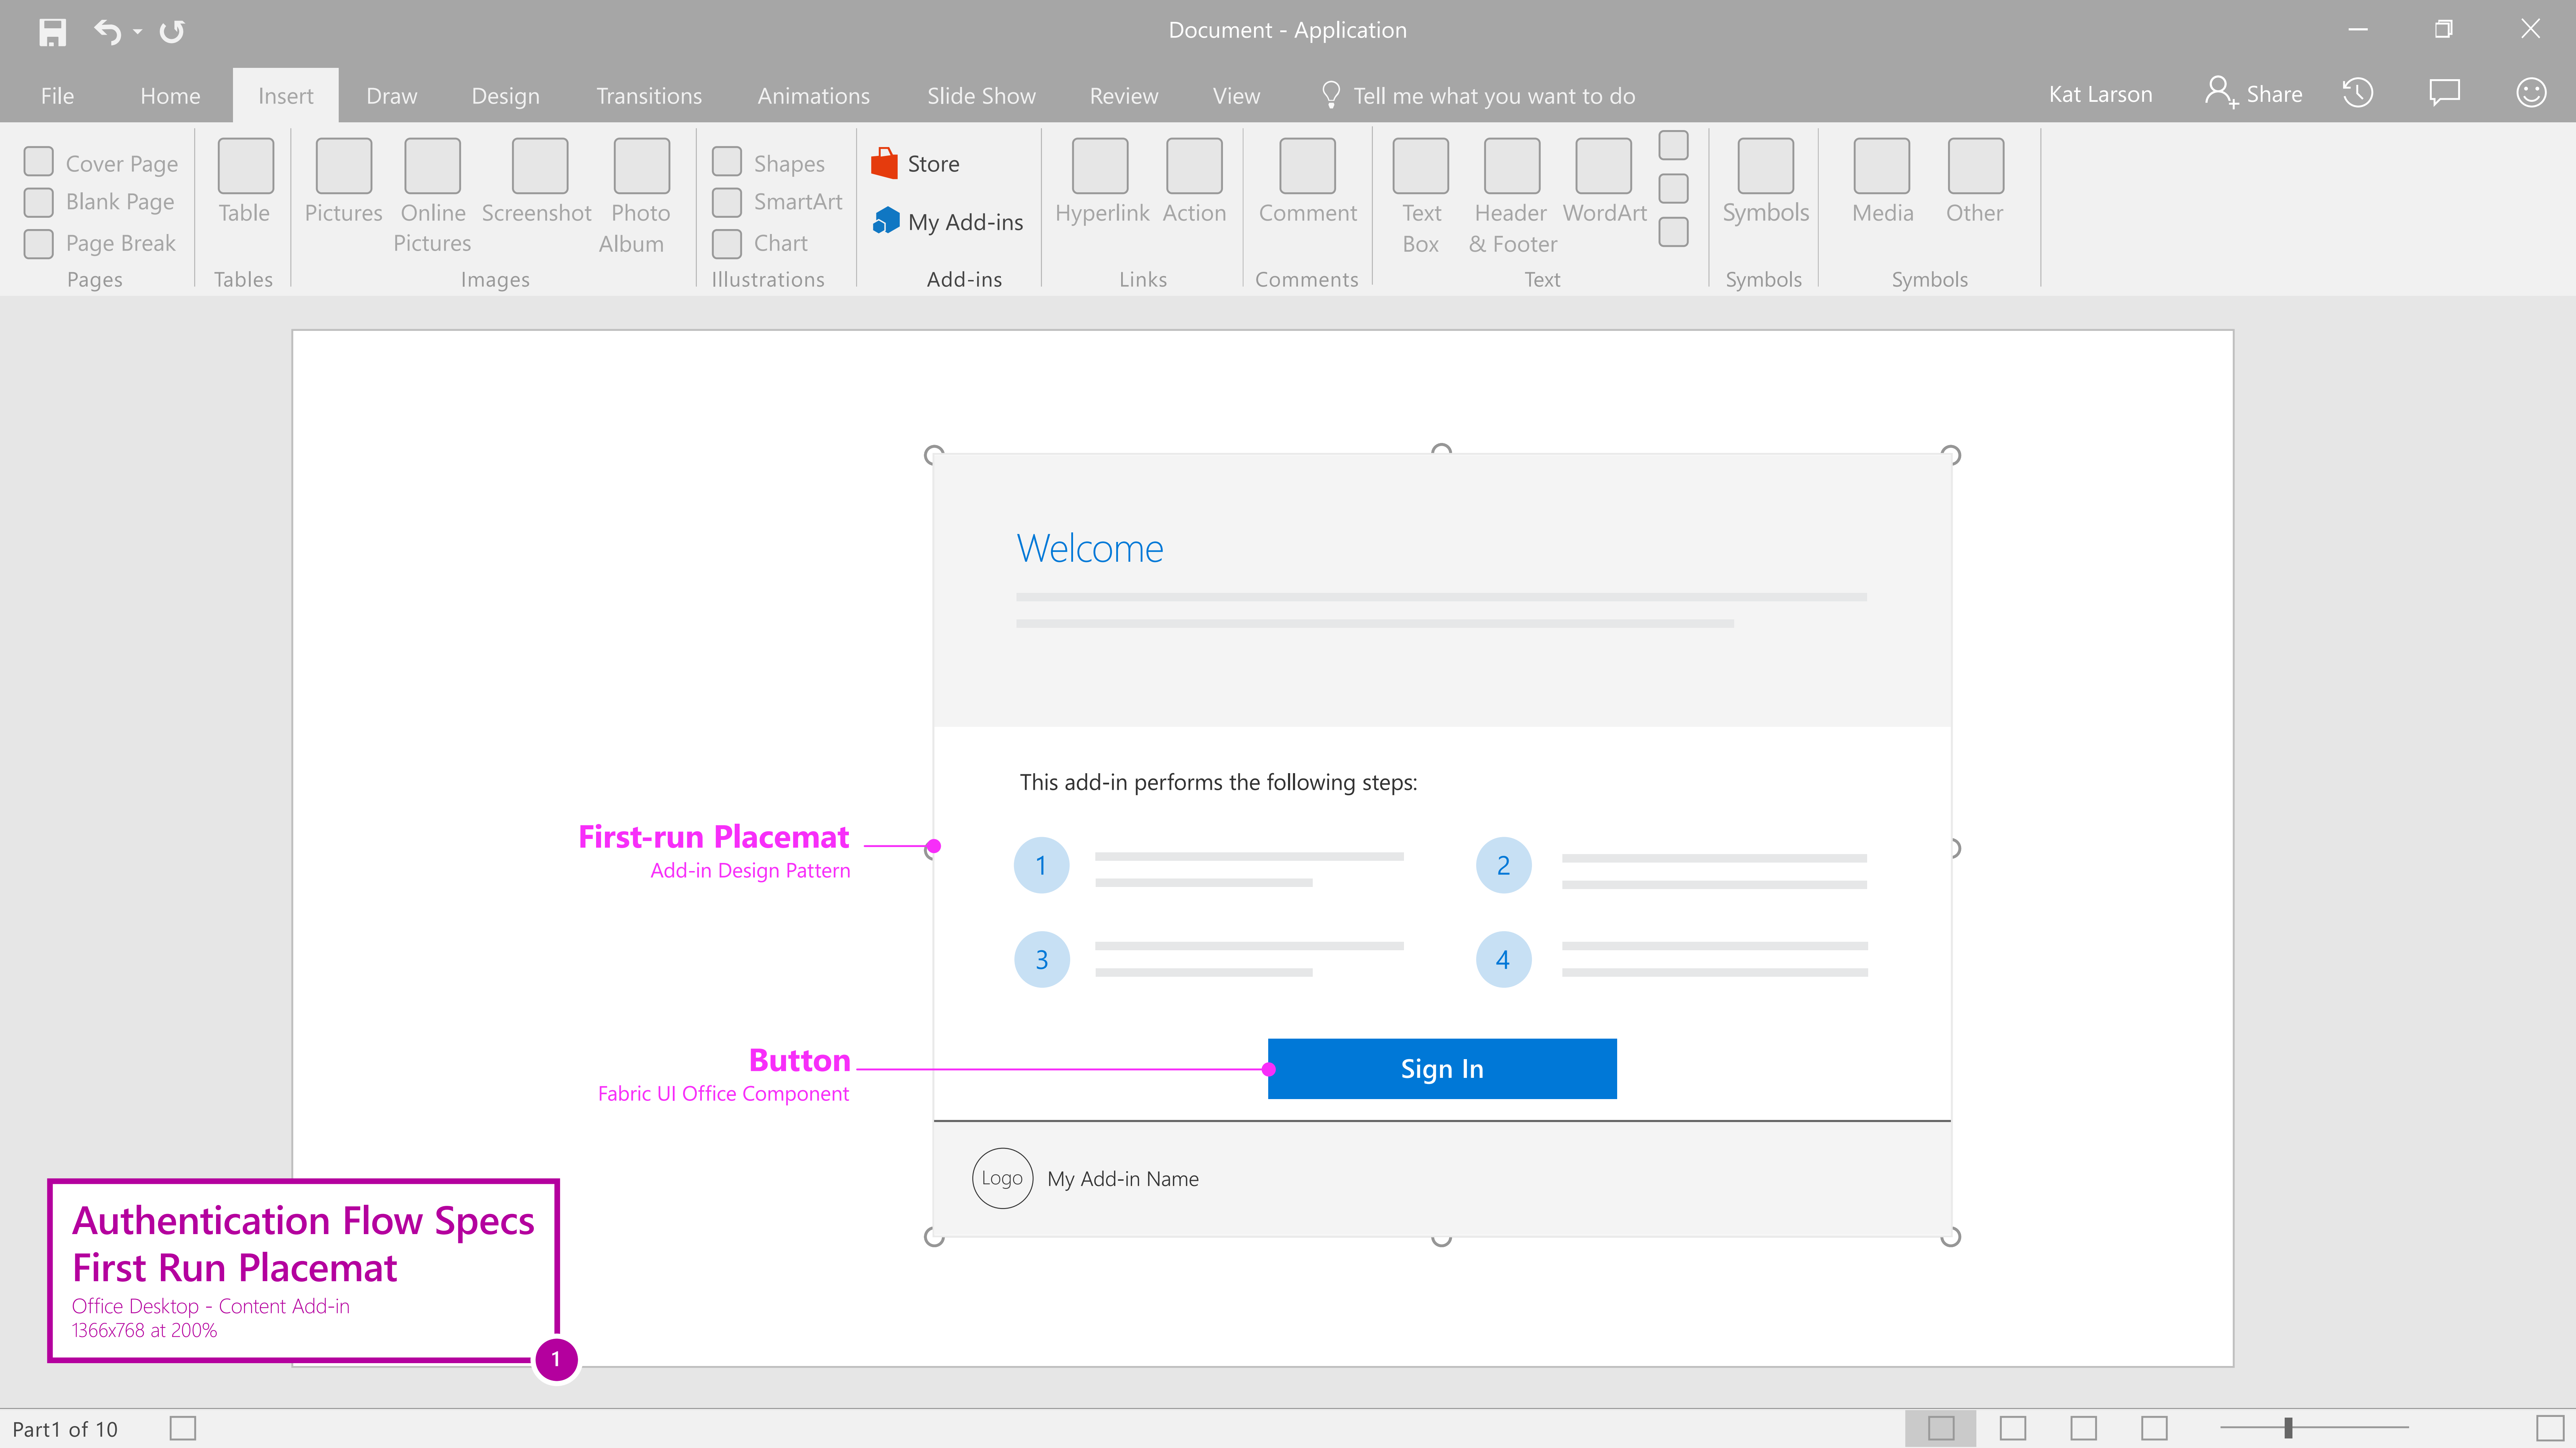 Document - Application
File Home Insert Draw Design Transitions Animations Slide Show Review View Tell me what you want to do Kat Larson Share
Cover Page
Blank Page
Page Break
Pages
Table
Tables
Pictures
Online
Pictures
Screenshot
Photo
Album
Images
Shapes
SmartArt
Chart
Illustrations
Store
My Add-ins
Add-ins
Hyperlink
Action
Links
Comment
Comments
Text
Box
Header
& Footer
WordArt
Text
Symbols
Symbols
Media
Other
Symbols
Welcome
This add-in performs the following steps:
First-run Placemat
Add-in Design Pattern
1
2
3
4
Button
Fabric UI Office Component
Sign In
Logo
My Add-in Name
Authentication Flow Specs
First Run Placemat
Office Desktop - Content Add-in
1366x768 at 200%
1
Part1 of 10